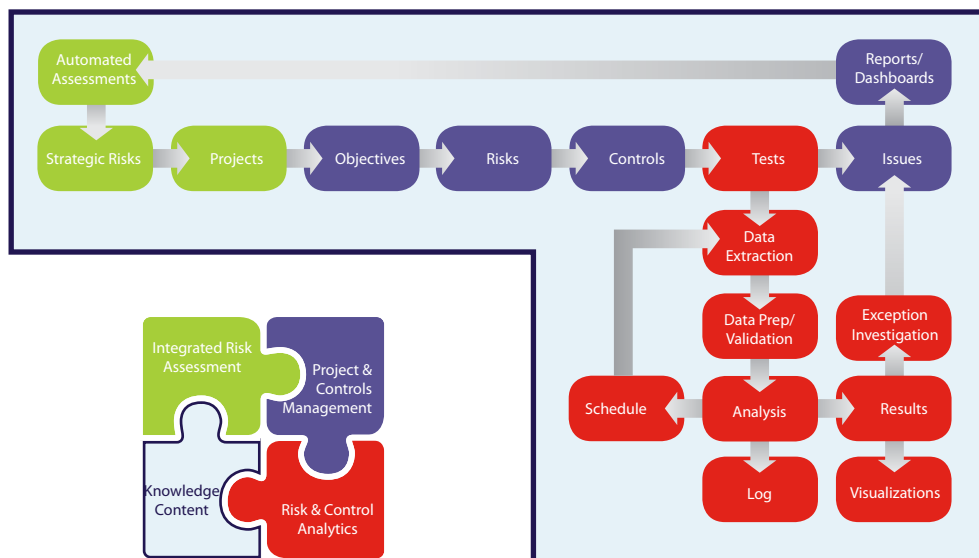 Automated
Assessments
Reports/
Dashboards
Strategic Risks
Projects
Objectives
Risks
Controls
Tests
Issues
Data
Extraction
Data Prep/
Validation
Exception
Investigation
Schedule
Analysis
Results
Log
Visualizations
Integrated Risk
Assessment
Project &
Controls
Management
Knowledge
Content
Risk & Control
Analytics